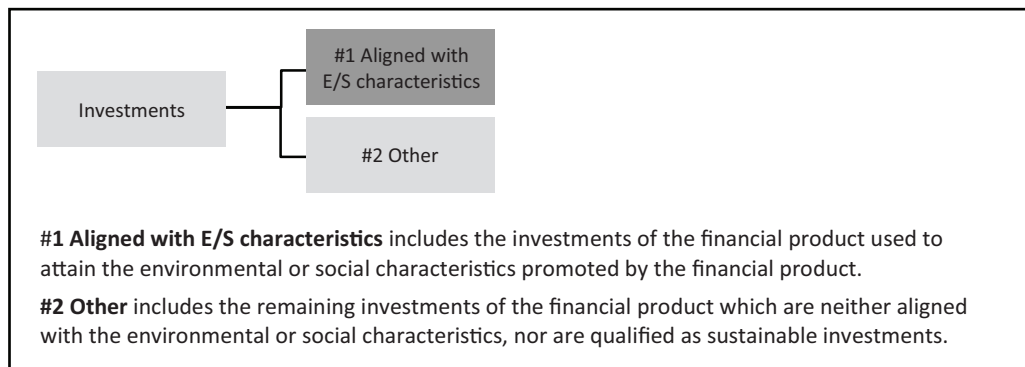 #1 Aligned with
E/S characteristics
Investments
#2 Other
#1 Aligned with E/S characteristics includes the investments of the financial product used to
attain the environmental or social characteristics promoted by the financial product.
#2 Other includes the remaining investments of the financial product which are neither aligned
with the environmental or social characteristics, nor are qualified as sustainable investments.